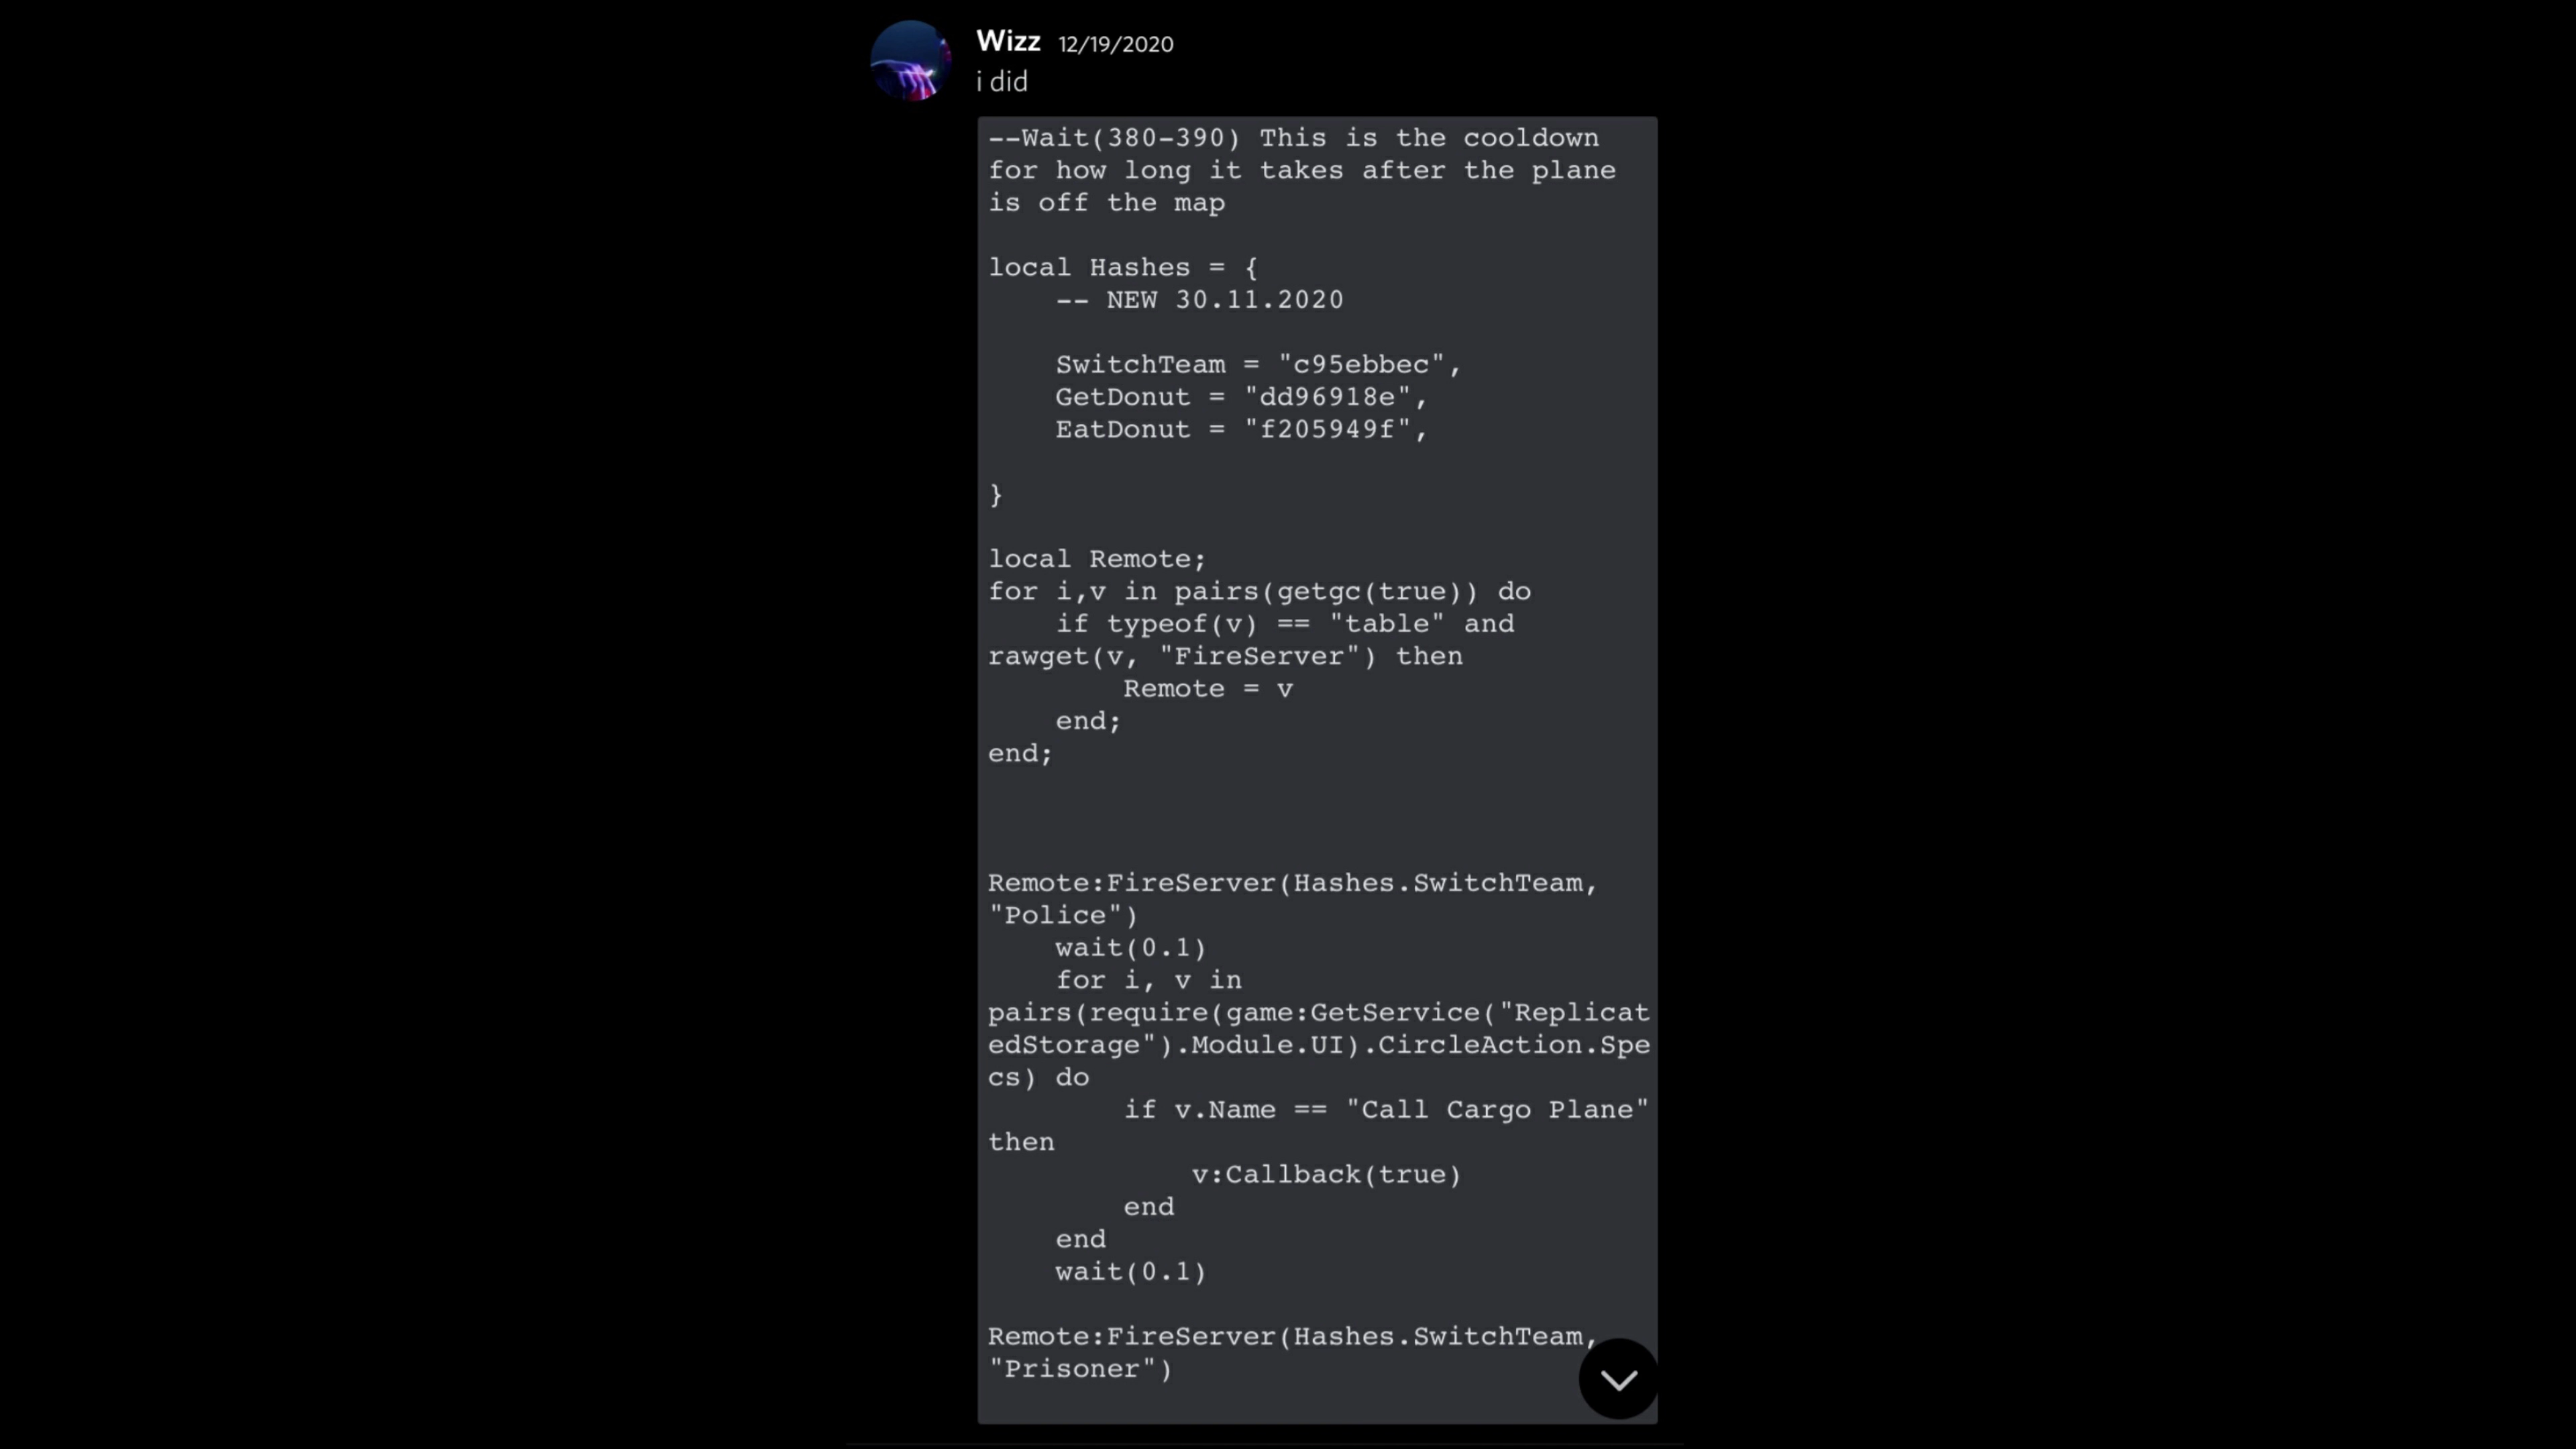 Wizz 12/19/2020
i did
--Wait(380-390) This is the cooldown
for how long it takes after the plane
is off the map
local Hashes = {
    -- NEW 30.11.2020
    SwitchTeam = "c95ebbec",
    GetDonut = "dd96918e",
    EatDonut = "f205949f",
}
local Remote;
for i,v in pairs(getgc(true)) do
    if typeof(v) == "table" and
rawget(v, "FireServer") then
        Remote = v
    end;
end;
Remote:FireServer(Hashes.SwitchTeam,
"Police")
    wait(0.1)
    for i, v in
pairs(require(game:GetService("Replicat
edStorage").Module.UI).CircleAction.Spe
cs) do
        if v.Name == "Call Cargo Plane"
then
            v:Callback(true)
        end
    end
    wait(0.1)
Remote:FireServer(Hashes.SwitchTeam,
"Prisoner")